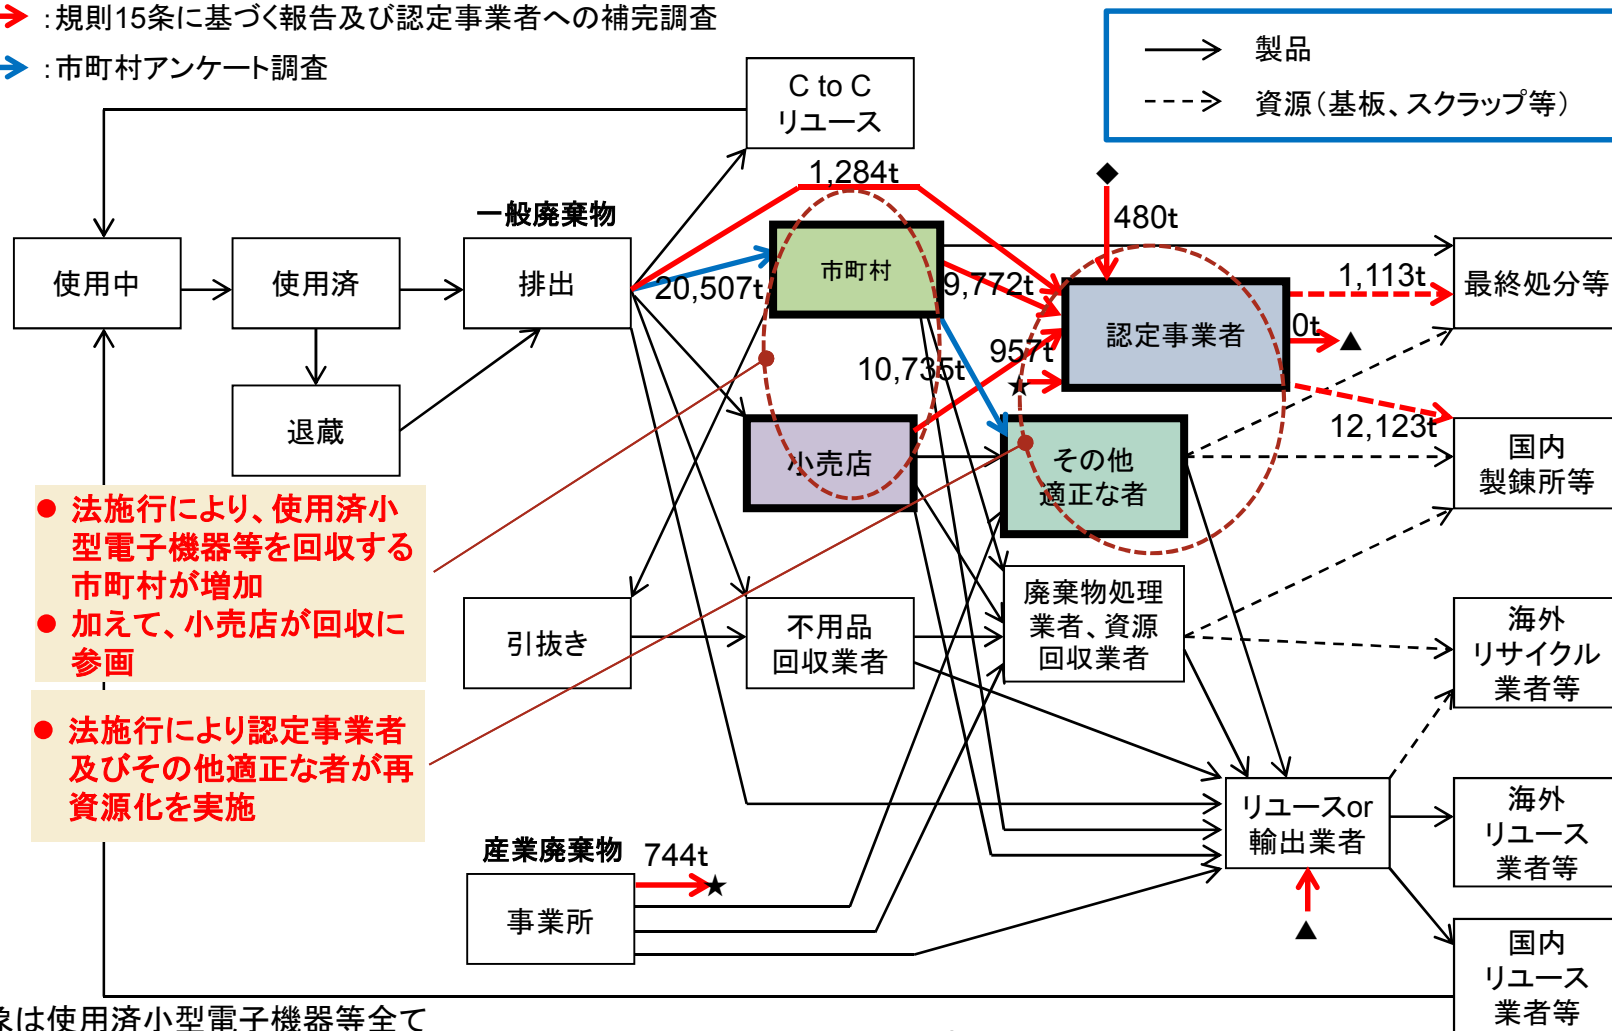 :規則15条に基づく報告及び認定事業者への補完調査
:市町村アンケート調査
製品
資源(基板、スクラップ等)
C to C
リユース
1,284t
一般廃棄物
480t
使用中
使用済
排出
20,507t
市町村
9,772t
認定事業者
1,113t
最終処分等
0t
▲
退蔵
10,735t
957t
★
12,123t
小売店
その他
適正な者
国内
製錬所等
● 法施行により、使用済小
型電子機器等を回収する
市町村が増加
● 加えて、小売店が回収に
参画
引抜き
不用品
回収業者
廃棄物処理
業者、資源
回収業者
海外
リサイクル
業者等
● 法施行により認定事業者
及びその他適正な者が再
資源化を実施
リユースor
輸出業者
海外
リユース
業者等
産業廃棄物
744t
★
事業所
▲
国内
リユース
業者等
象は使用済小型電子機器等全て